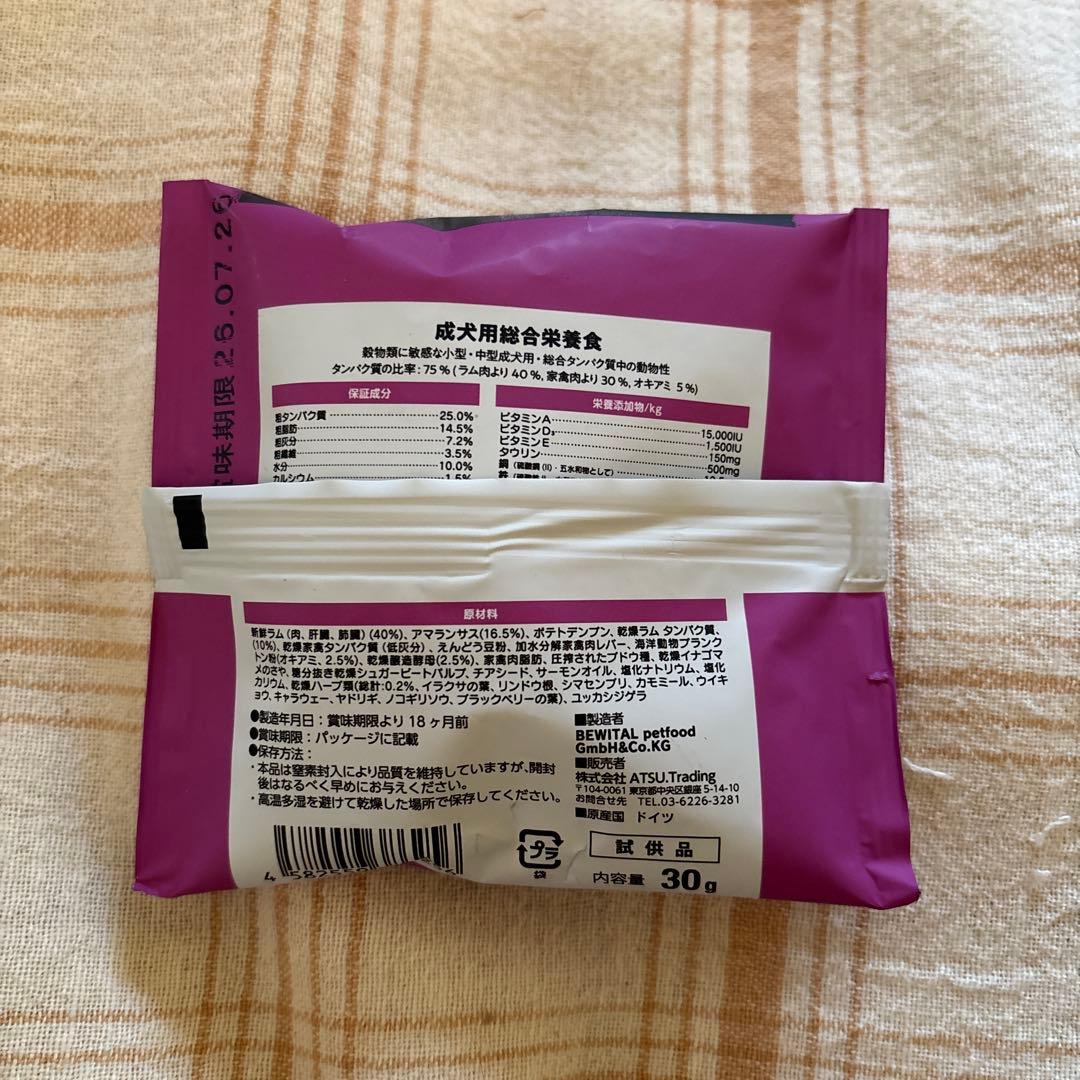 賞味期限 26.07.26
成犬用総合栄養食
穀物類に敏感な小型・中型成犬用・総合タンパク質中の動物性
タンパク質の比率：75％（ラム肉より 40％, 家禽肉より 30％, オキアミ 5％）
保証成分
粗タンパク質 25.0%
粗脂肪 14.5%
粗灰分 7.2%
粗繊維 3.5%
水分 10.0%
カルシウム 1.5%
栄養添加物/kg
ビタミンA 15,000IU
ビタミンD₃ 1,500IU
ビタミンE 150mg
タウリン 500mg
銅（硫酸銅(II)・五水和物として）
原材料
新鮮ラム（肉、肝臓、肺臓）（40%）、アマランサス（16.5%）、ポテトデンプン、乾燥ラム タンパク質、
（10%）、乾燥家禽タンパク質（低灰分）、えんどう豆粉、加水分解家禽肉レバー、海洋動物プランク
トン粉（オキアミ、2.5%）、乾燥醸造酵母（2.5%）、家禽肉脂肪、圧搾されたブドウ種、乾燥イナゴマ
メのさや、糖分抜き乾燥シュガービートパルプ、チアシード、サーモンオイル、塩化ナトリウム、塩化
カリウム、乾燥ハーブ類（総計：0.2%、イラクサの葉、リンドウ根、シマセンブリ、カモミール、ウイキ
ョウ、キャラウェー、ヤドリギ、ノコギリソウ、ブラックベリーの葉）、ユッカシジゲラ
●製造年月日：賞味期限より 18 ヶ月前
●賞味期限：パッケージに記載
●保存方法：
・本品は窒素封入により品質を維持していますが、開封
後はなるべく早めにお与えください。
・高温多湿を避けて乾燥した場所で保存してください。
■製造者
BEWITAL petfood
GmbH&Co.KG
■販売者
株式会社 ATSU.Trading
〒104-0061 東京都中央区銀座 5-14-10
お問合せ先 TEL.03-6226-3281
■原産国 ドイツ
プラ
袋
試供品
内容量 30g